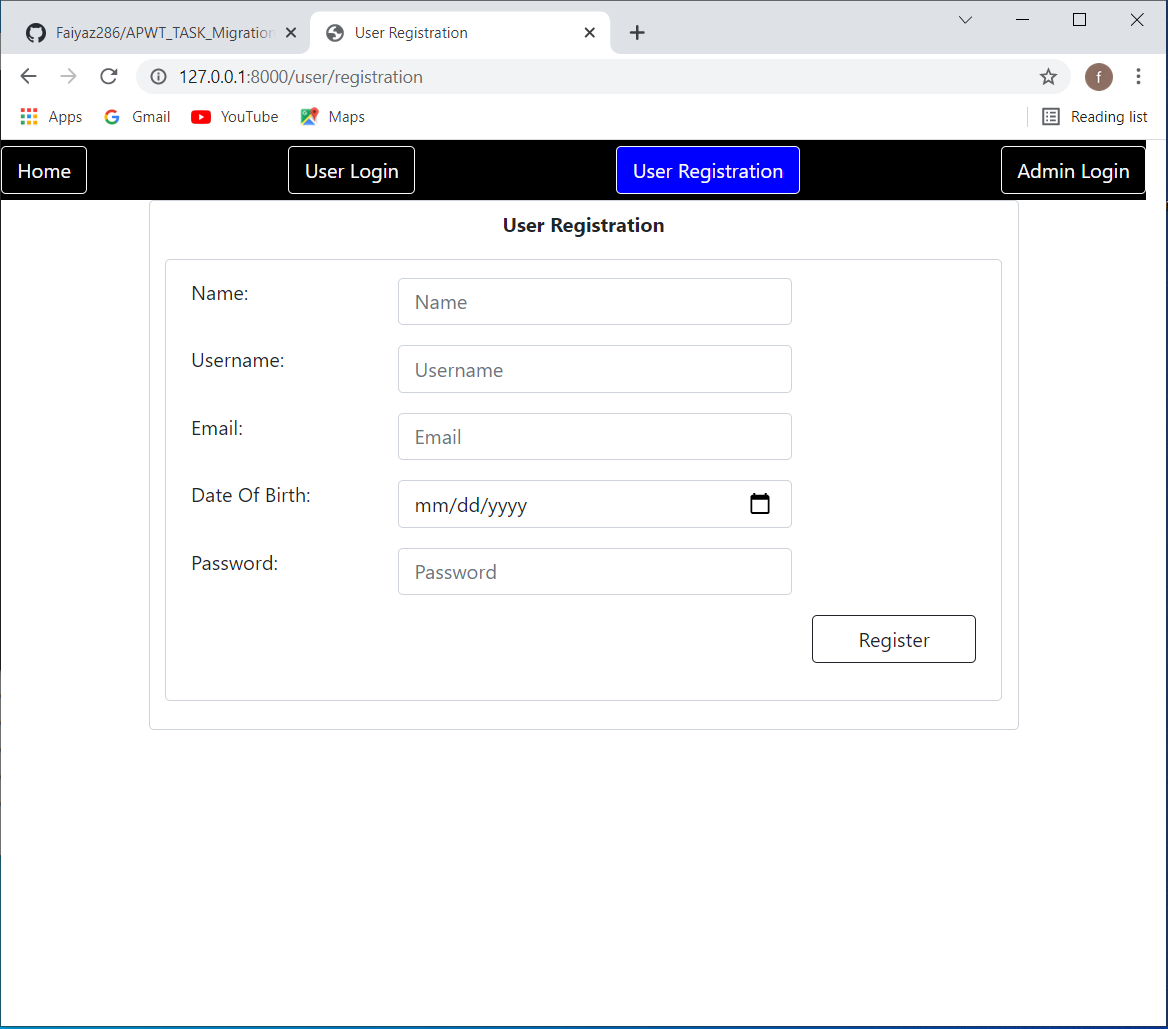 Faiyaz286/APWT_TASK_Migration
User Registration
127.0.0.1:8000/user/registration
f
Apps Gmail YouTube Maps Reading list
Home User Login User Registration Admin Login
User Registration
Name: Name
Username: Username
Email: Email
Date Of Birth: mm/dd/yyyy
Password: Password
Register